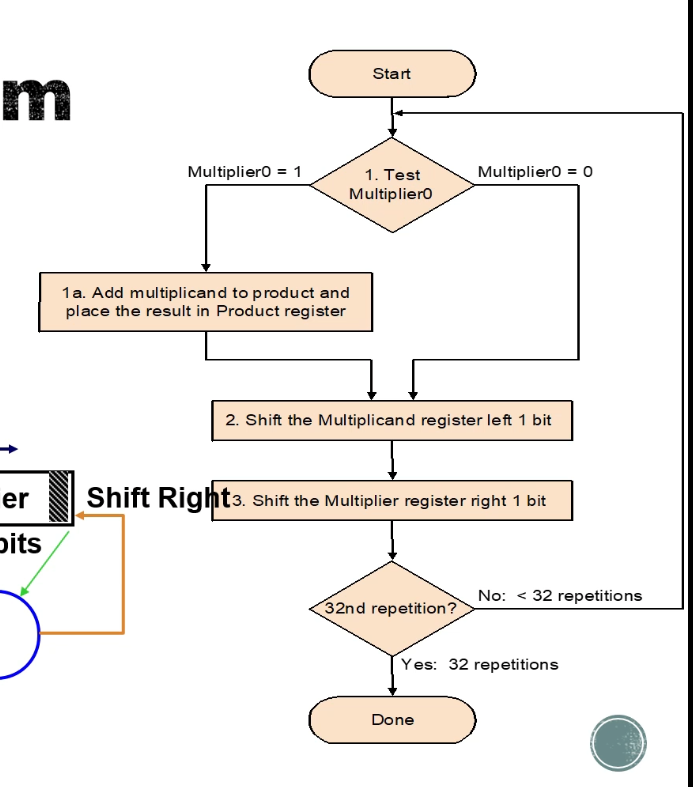 m
Start
Multiplier0 = 1
1. Test
Multiplier0
Multiplier0 = 0
1a. Add multiplicand to product and
place the result in Product register
2. Shift the Multiplicand register left 1 bit
er
Shift Right
3. Shift the Multiplier register right 1 bit
bits
32nd repetition?
No: < 32 repetitions
Yes: 32 repetitions
Done